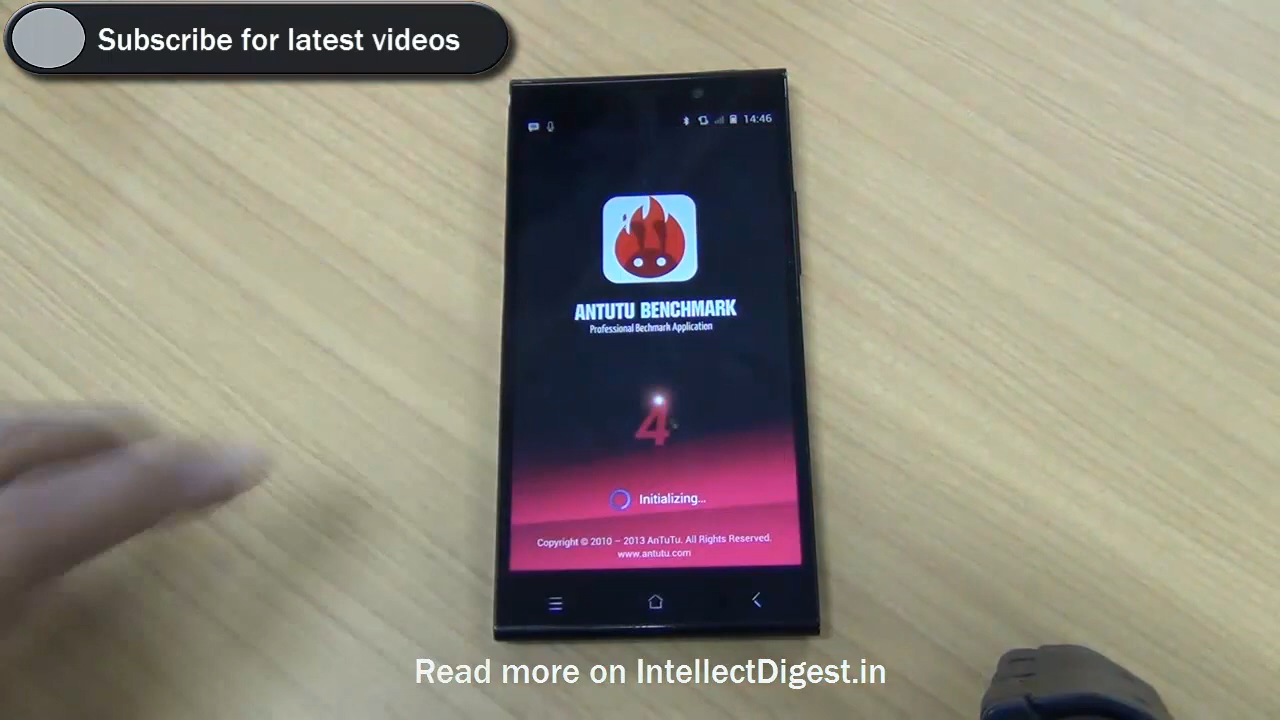 Subscribe for latest videos
14:46
ANTUTU BENCHMARK
Professional Bechmark Application
4
Initializing...
Copyright © 2010 – 2013 AnTuTu. All Rights Reserved.
www.antutu.com
Read more on IntellectDigest.in